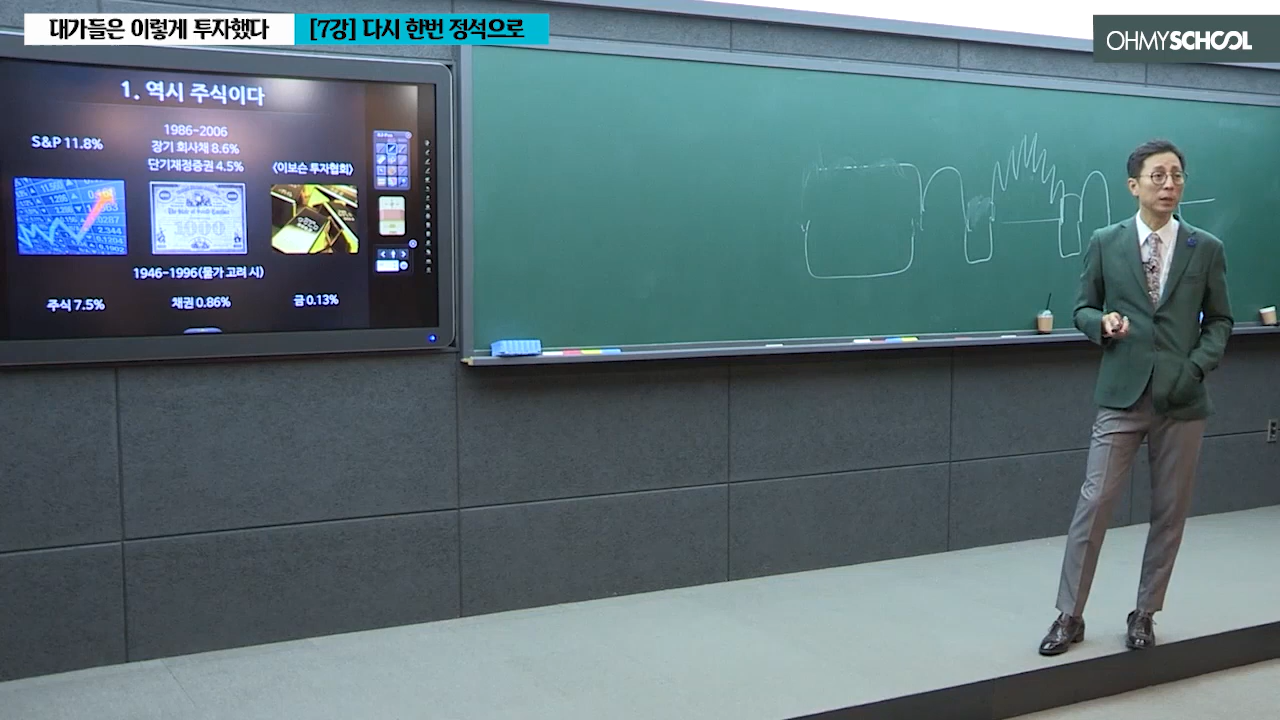 대가들은 이렇게 투자했다
[7강] 다시 한번 정석으로
OHMYSCHOOL
1. 역시 주식이다
S&P 11.8%
1986-2006
장기 회사채 8.6%
단기재정증권 4.5%
<이보슨 투자협회>
1000
1946-1996(물가 고려 시)
주식 7.5%
채권 0.86%
금 0.13%